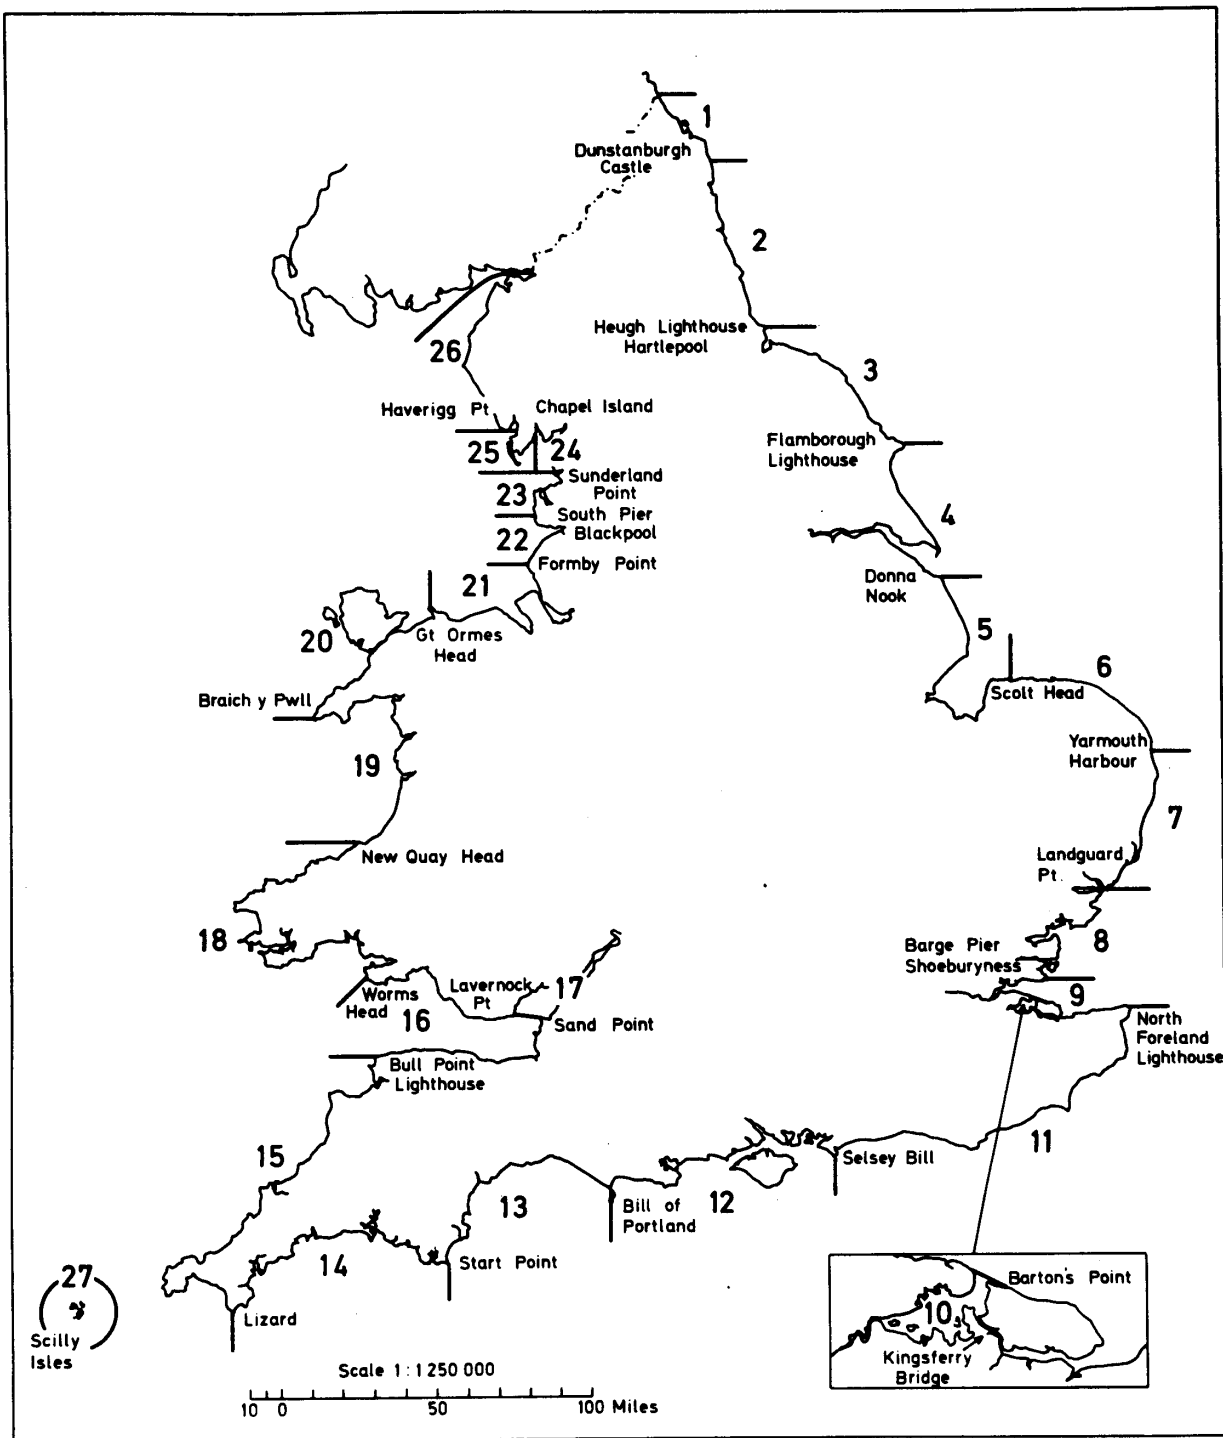 1
Dunstanburgh
Castle
2
Heugh Lighthouse
Hartlepool
3
26
Haverigg Pt
Chapel Island
Flamborough
Lighthouse
25
24
Sunderland
Point
23
South Pier
Blackpool
22
4
Formby Point
21
Donna
Nook
20
Gt Ormes
Head
5
6
Scolt Head
Braich y Pwll
Yarmouth
Harbour
19
7
New Quay Head
Landguard
Pt.
18
8
Barge Pier
Shoeburyness
Worms
Head
Lavernock
Pt
17
9
16
Sand Point
North
Foreland
Lighthouse
Bull Point
Lighthouse
11
15
Selsey Bill
13
12
Bill of
Portland
14
Start Point
27
Scilly
Isles
Lizard
Barton's Point
10
Kingsferry
Bridge
Scale 1:1 250 000
10 0 50 100 Miles